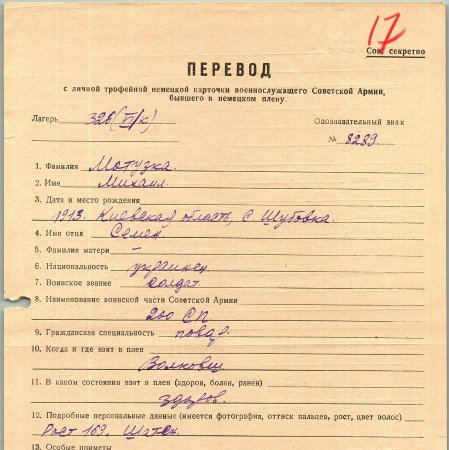 17
Сов. секретно
ПЕРЕВОД
с личной трофейной немецкой карточки военнослужащего Советской Армии,
бывшего в немецком плену.
Лагерь 326 (VI/к) Опознавательный знак
№ 8289
1. Фамилия Мотузка.
2. Имя Михаил.
3. Дата и место рождения
1913. Киевская область, с. Шубовка.
4. Имя отца Семен.
5. Фамилия матери —
6. Национальность украинец
7. Воинское звание солдат.
8. Наименование воинской части Советской Армии
200 СП
9. Гражданская специальность повар.
10. Когда и где взят в плен
11. В каком состоянии взят в плен (здоров, болен, ранен)
здоров.
12. Подробные персональные данные (имеется фотография, оттиск пальцев, рост, цвет волос)
Рост 169. Шатен.
13. Особые приметы